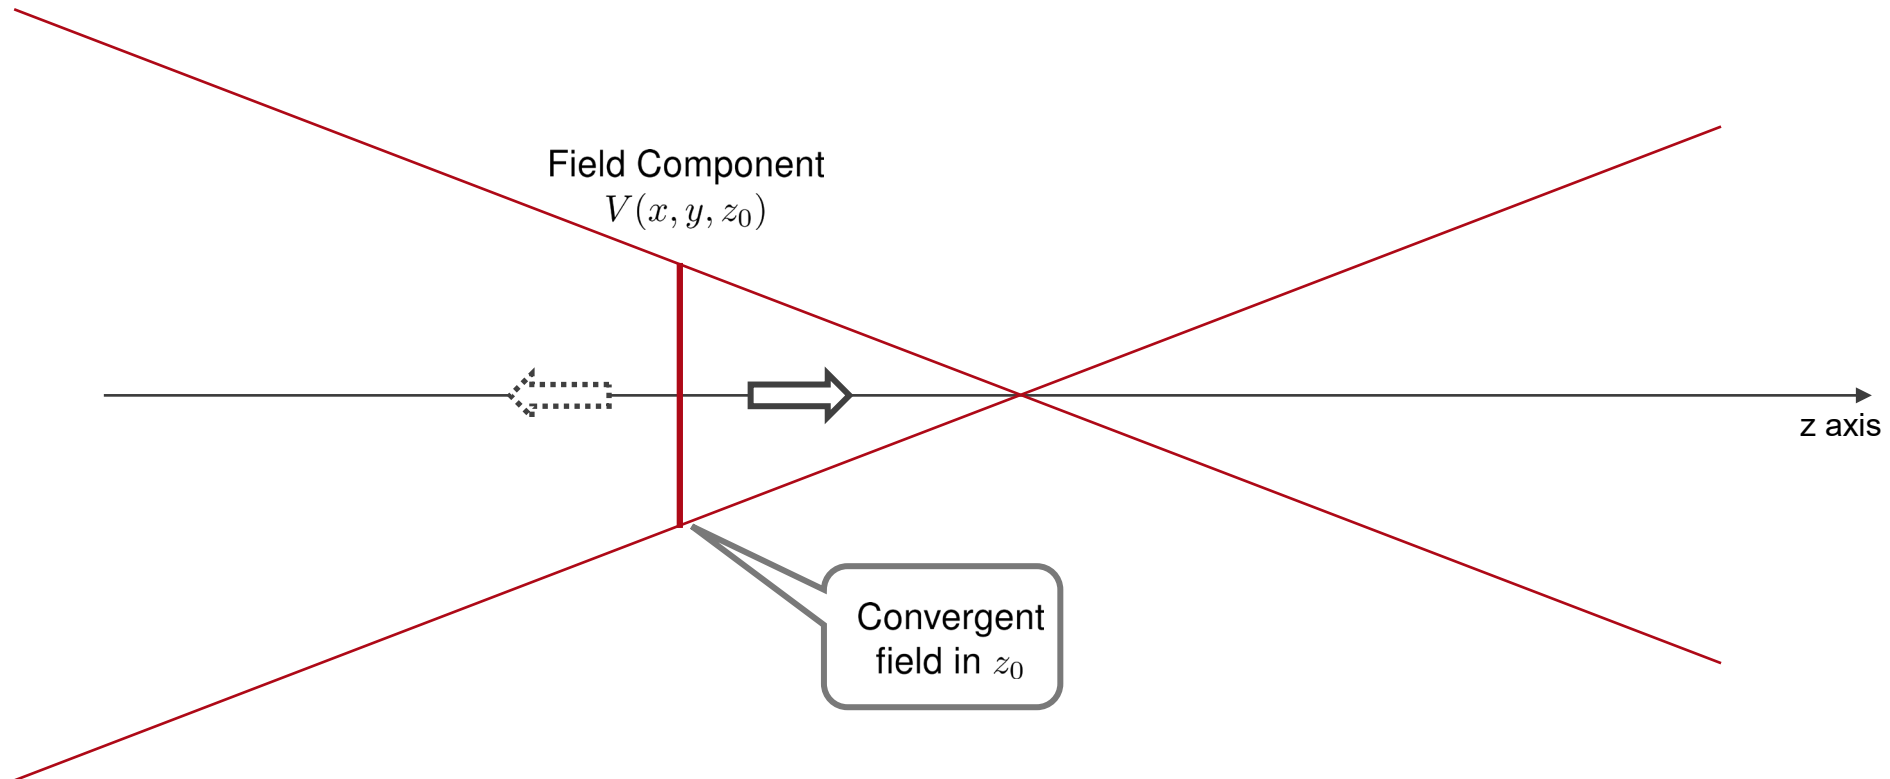 Field Component
V(x, y, z₀)
z axis
Convergent
field in z₀